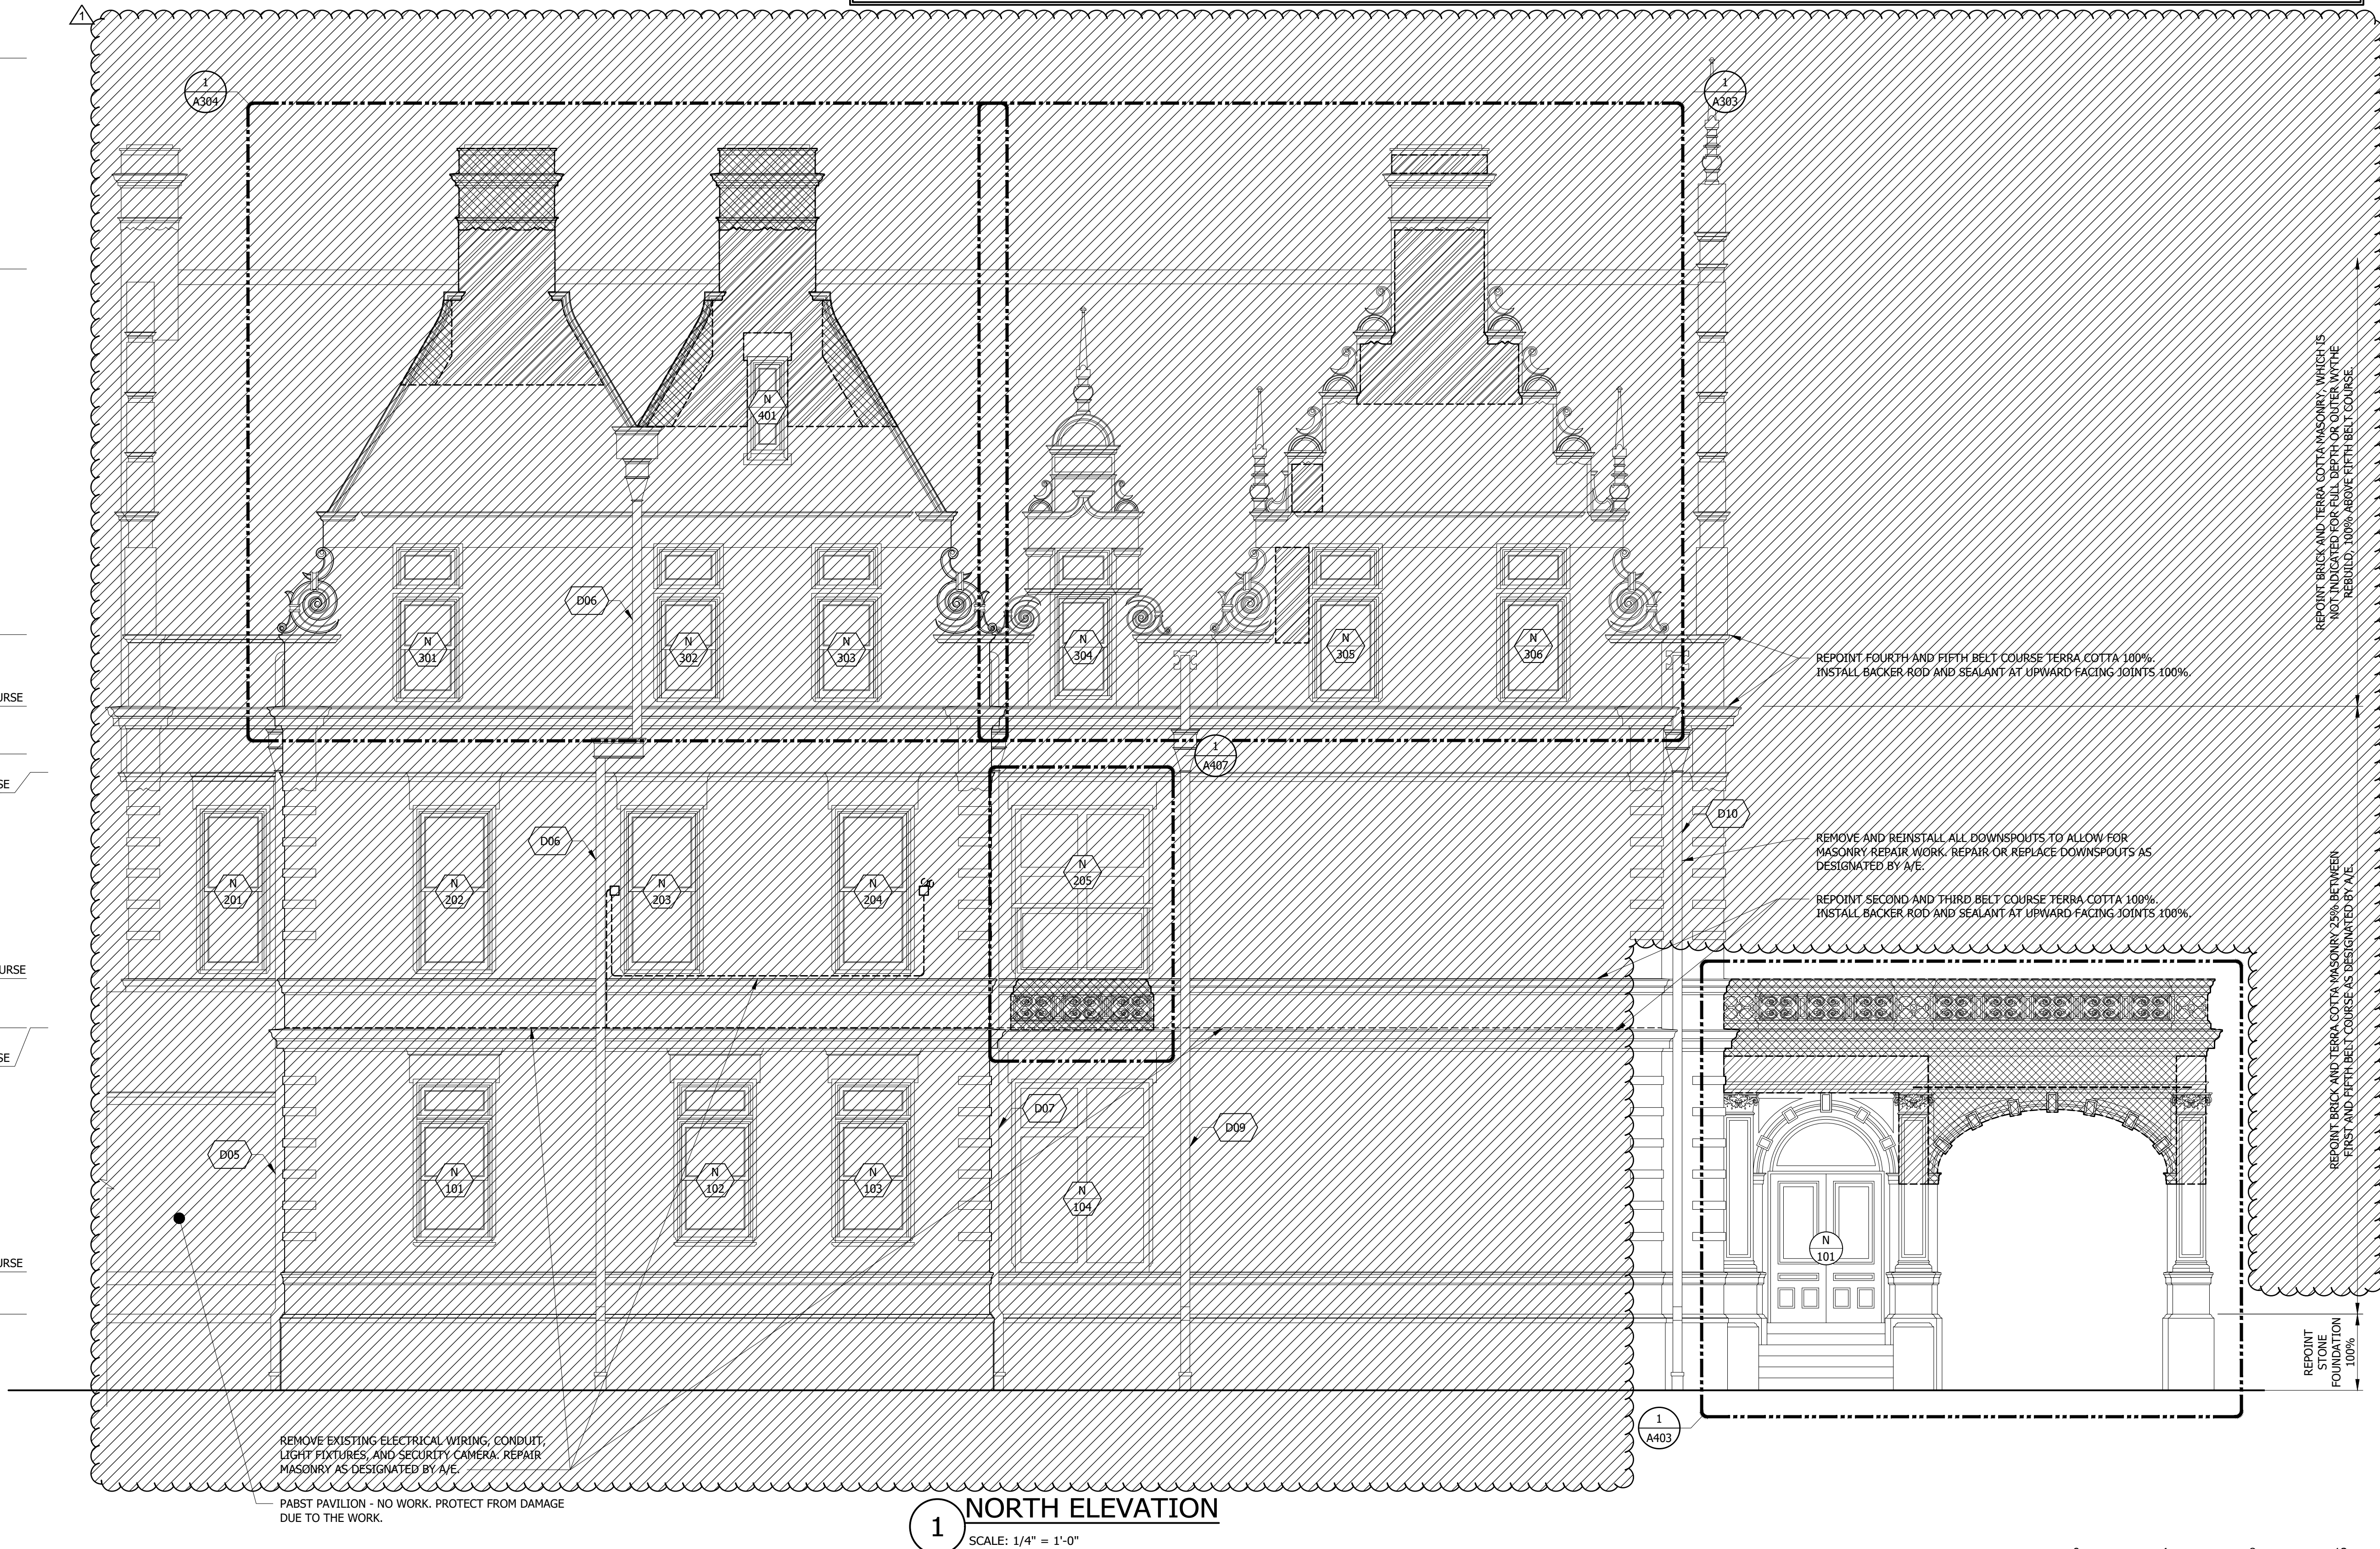 1
1
A304
1
A303
N
401
D06
N
301
N
302
N
303
N
304
N
305
N
306
REPOINT BRICK AND TERRA COTTA MASONRY, WHICH IS
NOT INDICATED FOR FULL DEPTH OR OUTER WYTHE
REBUILD, 100% ABOVE FIFTH BELT COURSE.
REPOINT FOURTH AND FIFTH BELT COURSE TERRA COTTA 100%.
INSTALL BACKER ROD AND SEALANT AT UPWARD FACING JOINTS 100%.
URSE
SE
1
A407
D10
D06
REMOVE AND REINSTALL ALL DOWNSPOUTS TO ALLOW FOR
MASONRY REPAIR WORK. REPAIR OR REPLACE DOWNSPOUTS AS
DESIGNATED BY A/E.
N
201
N
202
N
203
N
204
N
205
REPOINT SECOND AND THIRD BELT COURSE TERRA COTTA 100%.
INSTALL BACKER ROD AND SEALANT AT UPWARD FACING JOINTS 100%.
REPOINT BRICK AND TERRA COTTA MASONRY 25% BETWEEN
FIRST AND FIFTH BELT COURSE AS DESIGNATED BY A/E.
URSE
SE
D05
D07
D09
N
101
N
102
N
103
N
104
N
101
URSE
REPOINT
STONE
FOUNDATION
100%
1
A403
REMOVE EXISTING ELECTRICAL WIRING, CONDUIT,
LIGHT FIXTURES, AND SECURITY CAMERA. REPAIR
MASONRY AS DESIGNATED BY A/E.
PABST PAVILION - NO WORK. PROTECT FROM DAMAGE
DUE TO THE WORK.
1
NORTH ELEVATION
SCALE: 1/4" = 1'-0"